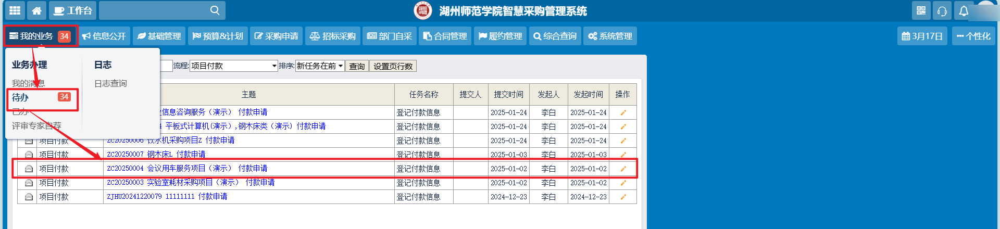 工作台
湖州师范学院智慧采购管理系统
我的业务 34 信息公开 基础管理 预算&计划 采购申请 招标采购 部门自采 合同管理 履约管理 综合查询 系统管理 3月17日 个性化
业务办理 日志
我的消息 日志查询
待办 34
已办
评审专家自荐
流程: 项目付款 排序: 新任务在前 查询 设置页行数
主题 任务名称 提交人 提交时间 发起人 发起时间 操作
信息咨询服务（演示） 付款申请 登记付款信息 2025-01-24 李白 2025-01-24
平板式计算机(演示),钢木床类（演示) 付款申请 登记付款信息 2025-01-24 李白 2025-01-24
项目付款 ZC20250006 饮水机采购项目Z 付款申请 登记付款信息 2025-01-24 李白 2025-01-24
项目付款 ZC20250007 钢木床L 付款申请 登记付款信息 2025-01-03 李白 2025-01-03
项目付款 ZC20250004 会议用车服务项目（演示） 付款申请 登记付款信息 2025-01-02 李白 2025-01-02
项目付款 ZC20250003 实验室耗材采购项目（演示） 付款申请 登记付款信息 2025-01-02 李白 2025-01-02
项目付款 ZJHU20241220079 11111111 付款申请 登记付款信息 2024-12-23 李白 2024-12-23